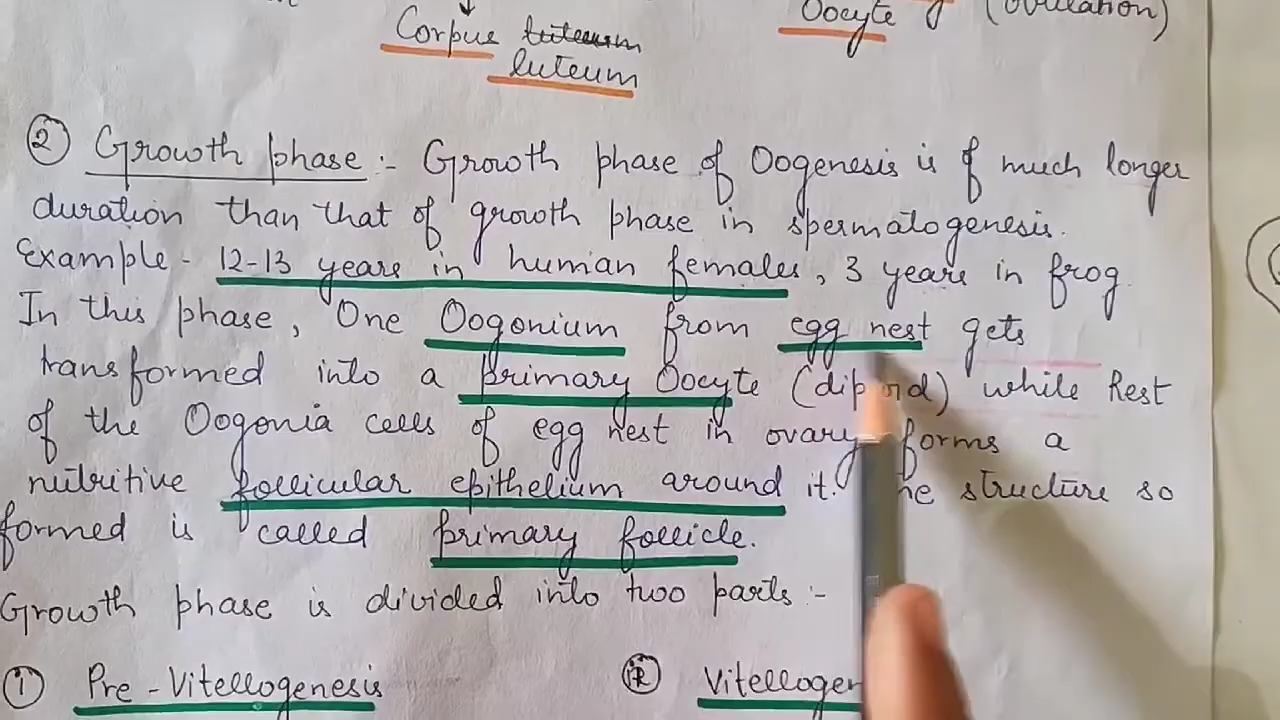 Oocyte (ovulation)
Corpus luteum
luteum
② Growth phase :- Growth phase of Oogenesis is of much longer
duration than that of growth phase in spermatogenesis.
Example - 12-13 years in human females, 3 years in frog
In this phase, One Oogonium from egg nest gets
transformed into a primary Oocyte (diploid) while Rest
of the Oogonia cells of egg nest in ovary forms a
nutritive follicular epithelium around it. structure so
formed is called primary follicle.
Growth phase is divided into two parts :-
① Pre-Vitellogenesis
Vitellogen